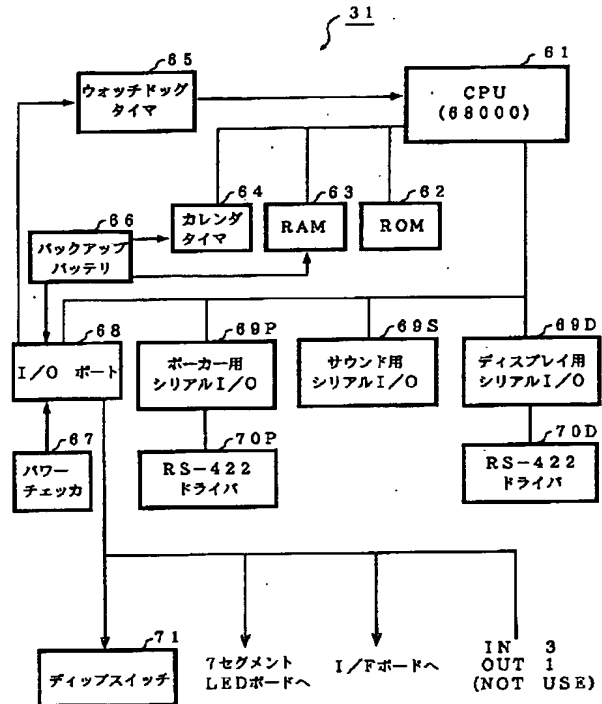 31
65
ウォッチドッグ
タイマ
61
CPU
(68000)
64
カレンダ
タイマ
63
RAM
62
ROM
66
バックアップ
バッテリ
68
I/O ポート
69P
ポーカー用
シリアルI/O
69S
サウンド用
シリアルI/O
69D
ディスプレイ用
シリアルI/O
67
パワー
チェッカ
70P
RS-422
ドライバ
70D
RS-422
ドライバ
71
ディップスイッチ
7セグメント
LEDボードへ
I/Fボードへ
IN 3
OUT 1
(NOT USE)